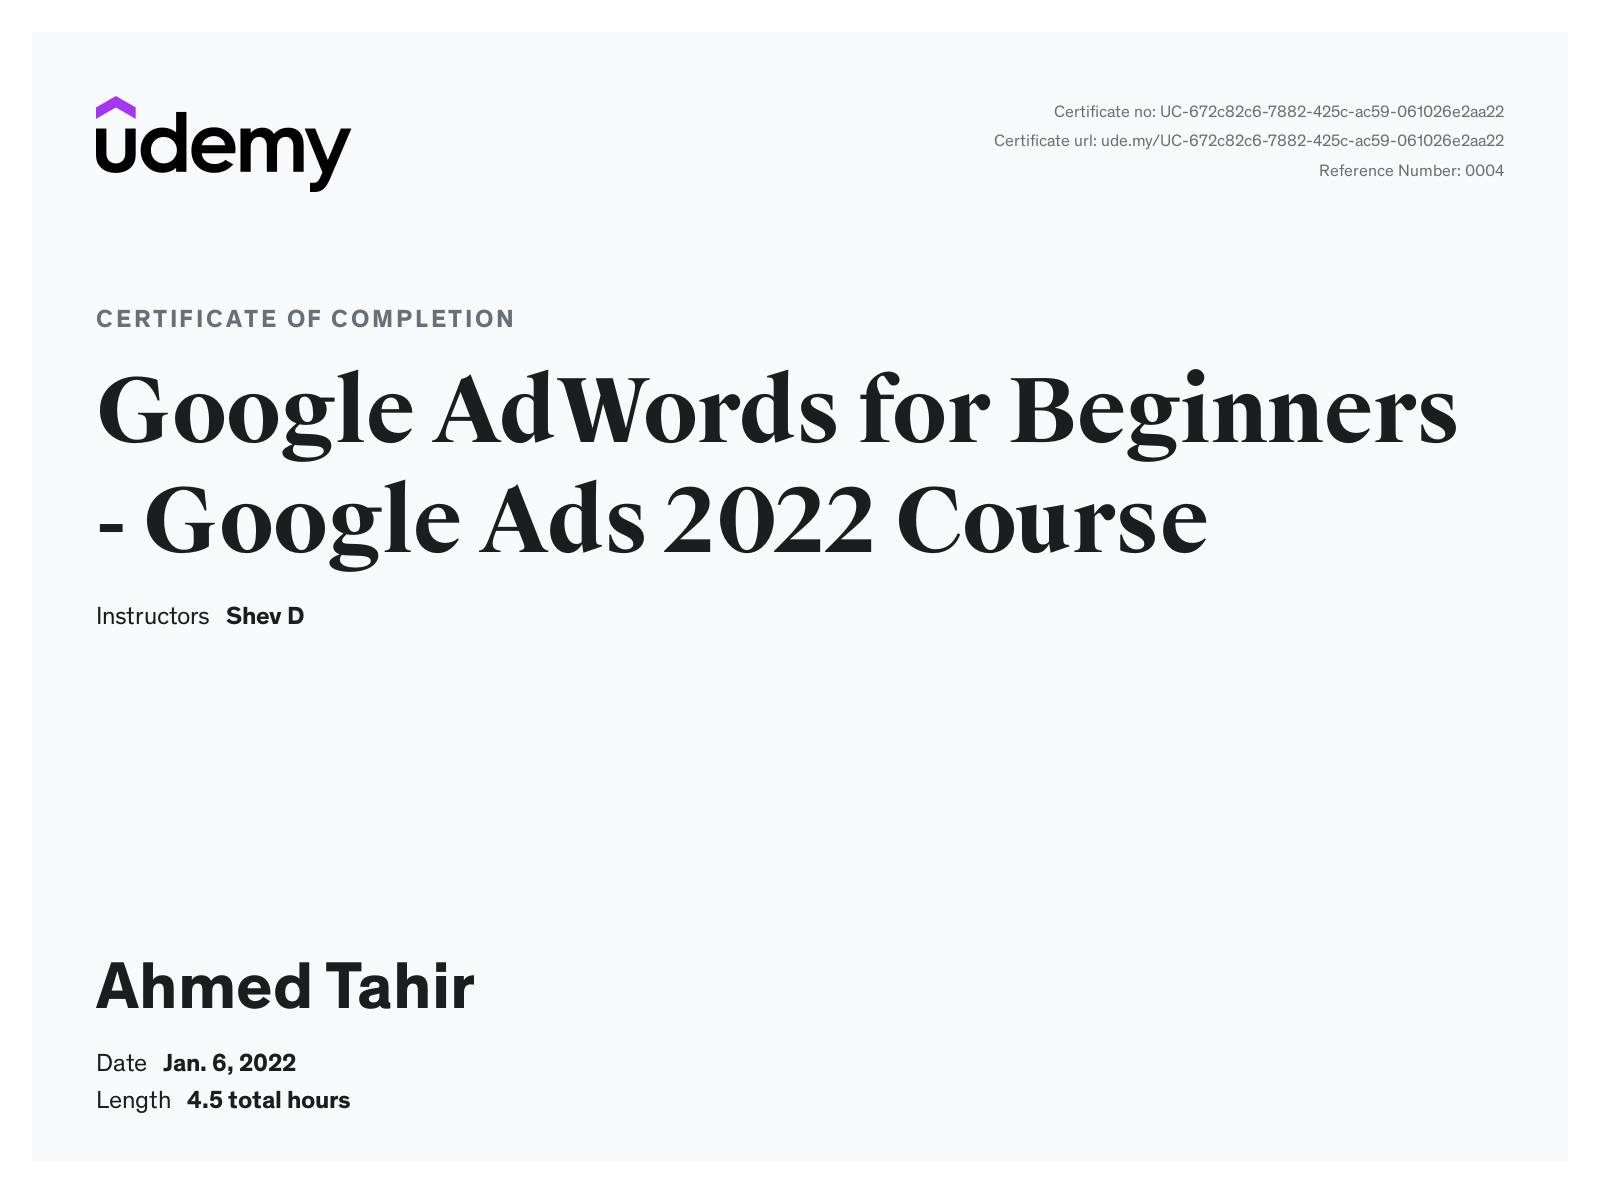 udemy
Certificate no: UC-672c82c6-7882-425c-ac59-061026e2aa22
Certificate url: ude.my/UC-672c82c6-7882-425c-ac59-061026e2aa22
Reference Number: 0004
CERTIFICATE OF COMPLETION
Google AdWords for Beginners
- Google Ads 2022 Course
Instructors Shev D
Ahmed Tahir
Date Jan. 6, 2022
Length 4.5 total hours